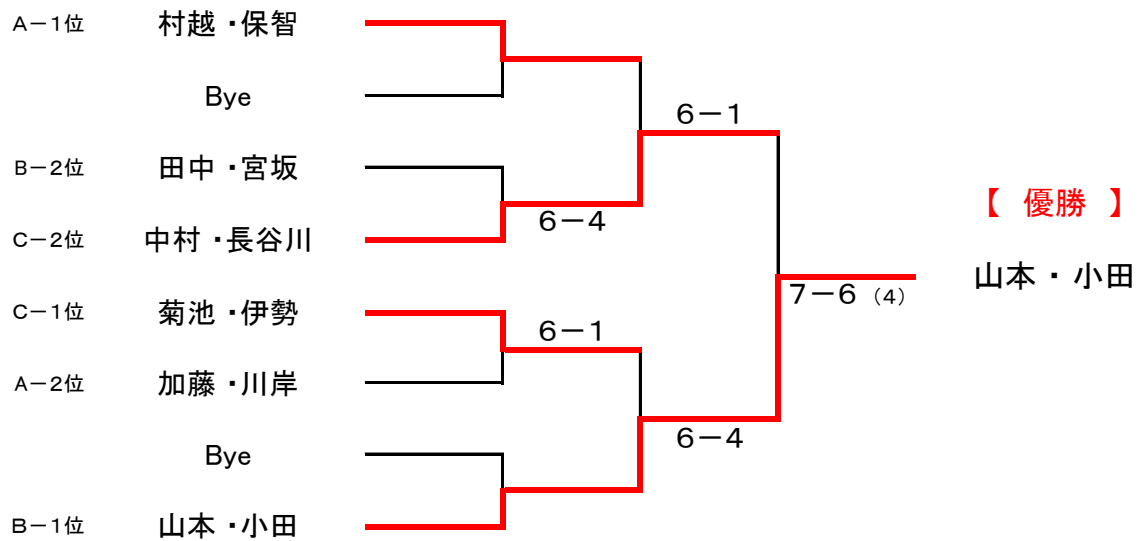 A－1位 村越・保智
Bye
6－1
B－2位 田中・宮坂
【 優勝 】
6－4
C－2位 中村・長谷川
山本・小田
7－6（4）
C－1位 菊池・伊勢
6－1
A－2位 加藤・川岸
6－4
Bye
B－1位 山本・小田